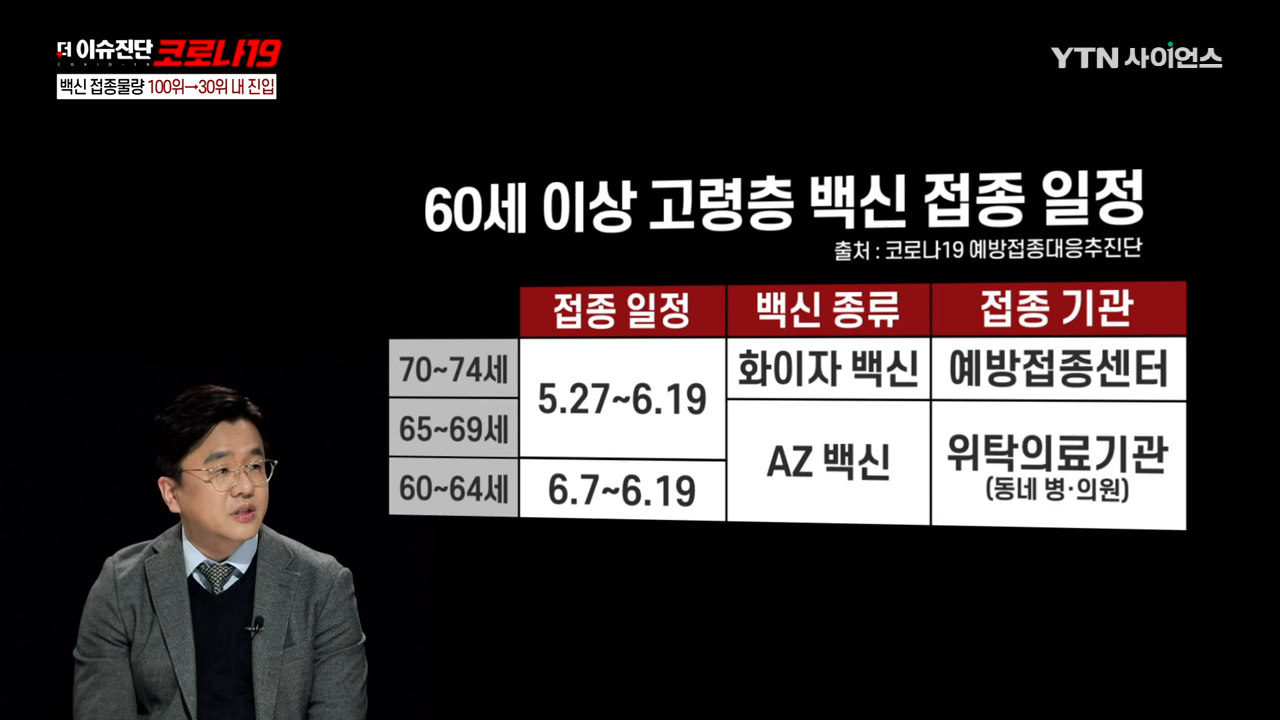 더 이슈진단 코로나19
COVID-19
백신 접종물량 100위→30위 내 진입
YTN 사이언스
60세 이상 고령층 백신 접종 일정
출처 : 코로나19 예방접종대응추진단
접종 일정 백신 종류 접종 기관
70~74세 5.27~6.19 화이자 백신 예방접종센터
65~69세 AZ 백신 위탁의료기관
(동네 병·의원)
60~64세 6.7~6.19